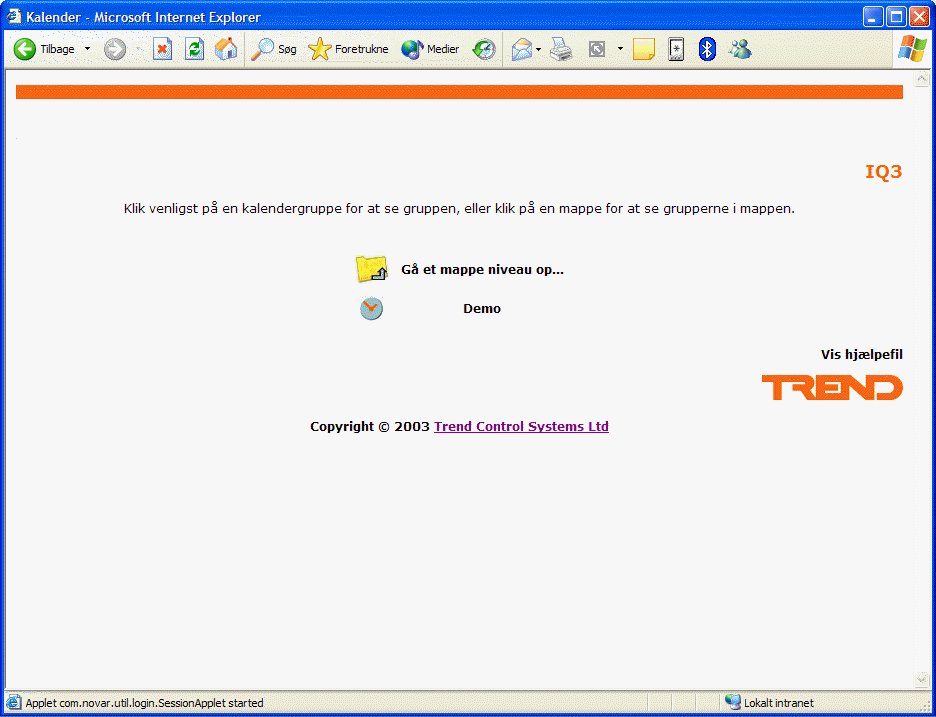 Kalender - Microsoft Internet Explorer
Tilbage Søg Foretrukne Medier
IQ3
Klik venligst på en kalendergruppe for at se gruppen, eller klik på en mappe for at se grupperne i mappen.
Gå et mappe niveau op...
Demo
Vis hjælpefil
TREND
Copyright © 2003 Trend Control Systems Ltd
Applet com.novar.util.login.SessionApplet started Lokalt intranet